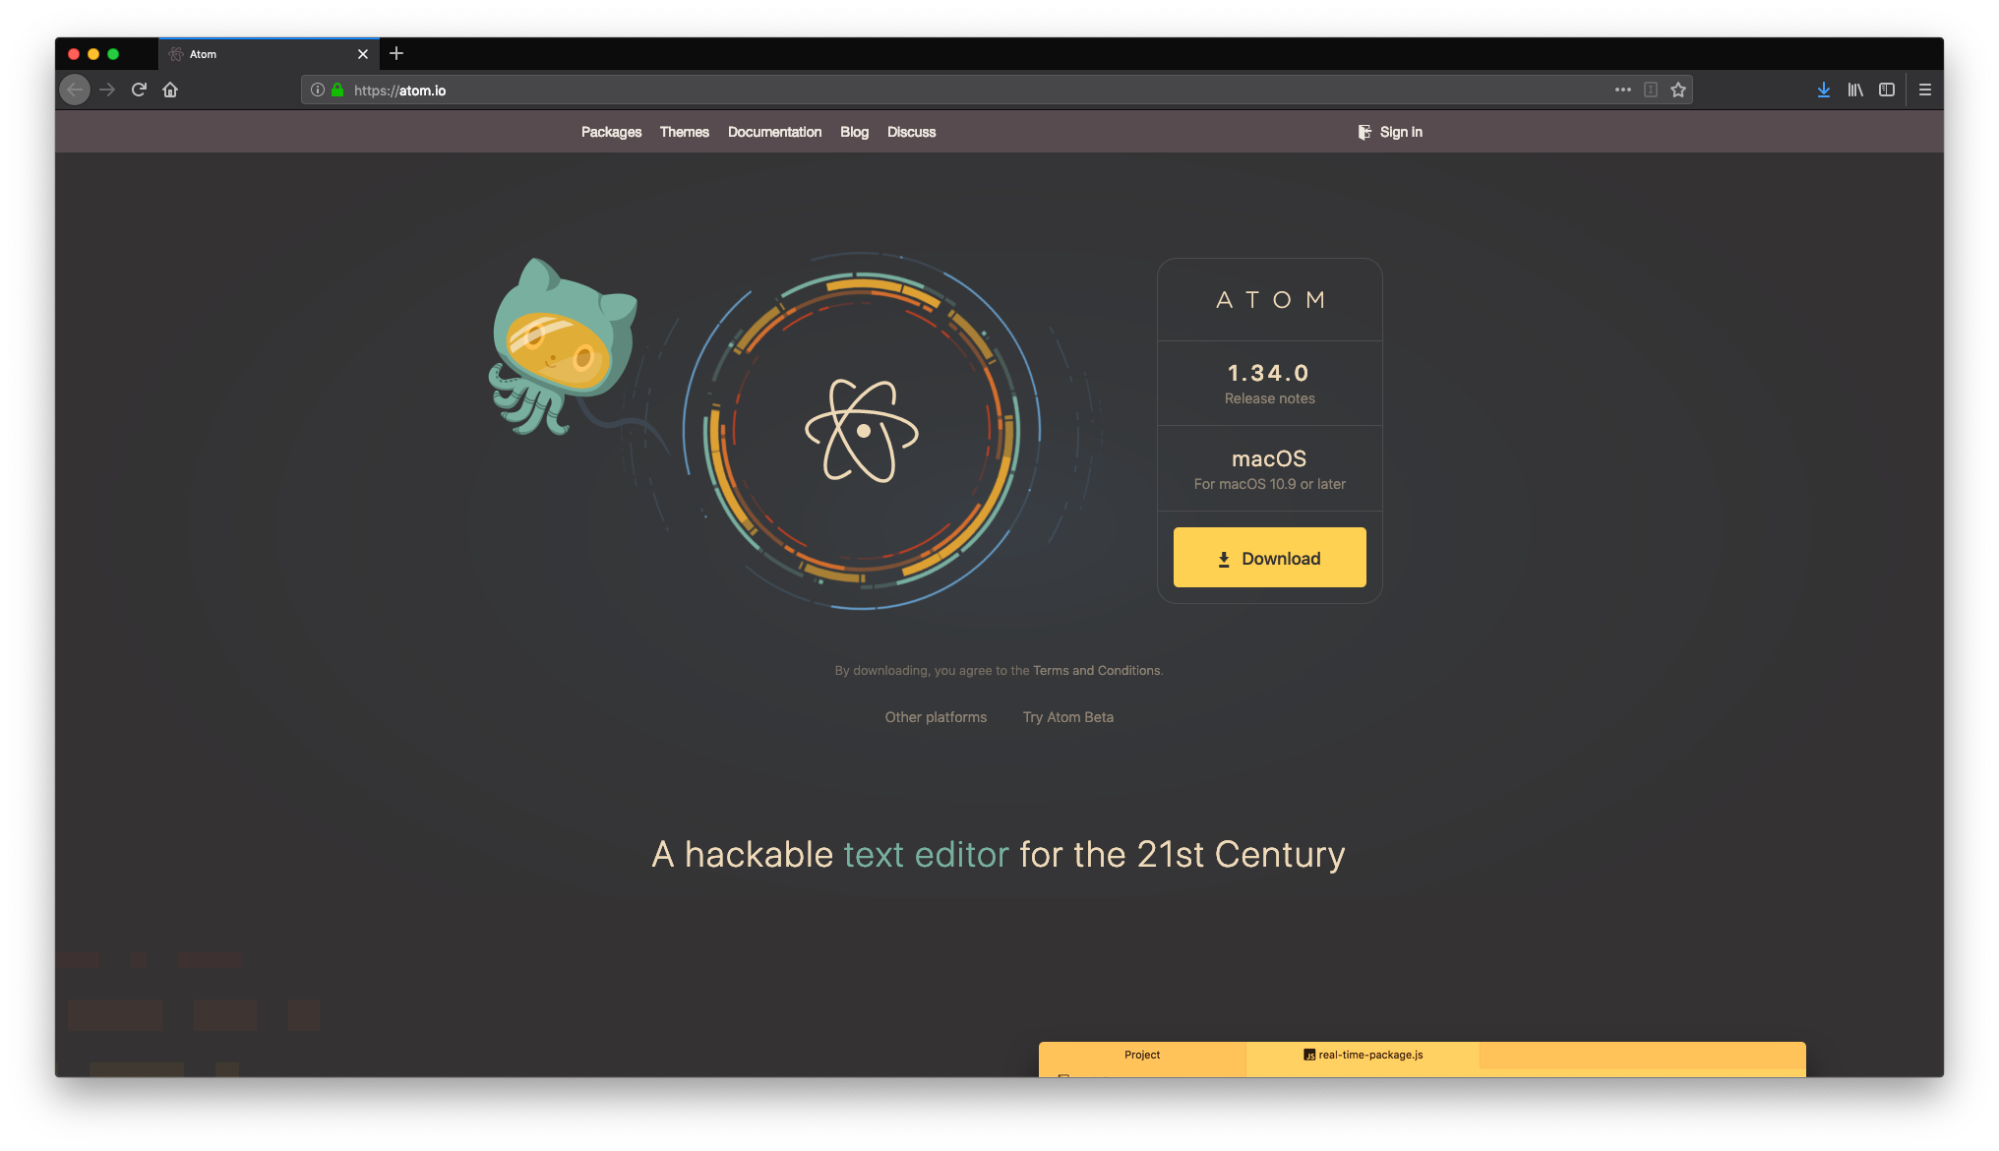 Atom
https://atom.io
Packages Themes Documentation Blog Discuss Sign in
ATOM
1.34.0
Release notes
macOS
For macOS 10.9 or later
Download
By downloading, you agree to the Terms and Conditions.
Other platforms Try Atom Beta
A hackable text editor for the 21st Century
Project JS real-time-package.js